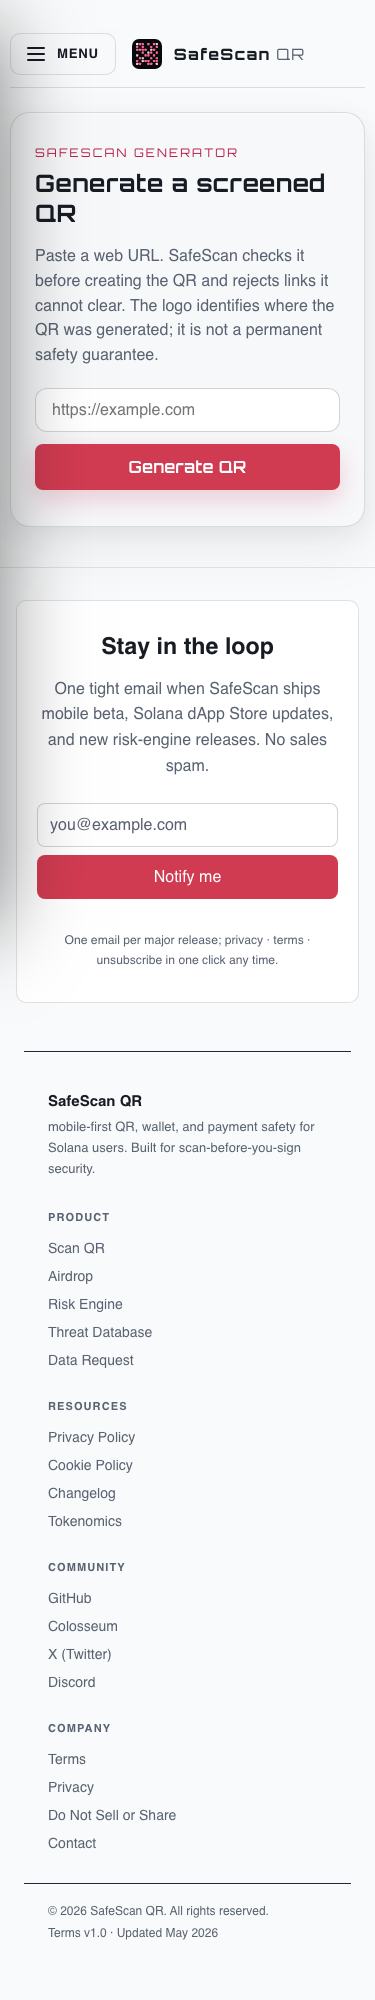 MENU
SafeScan QR
SAFESCAN GENERATOR
Generate a screened
QR
Paste a web URL. SafeScan checks it
before creating the QR and rejects links it
cannot clear. The logo identifies where the
QR was generated; it is not a permanent
safety guarantee.
https://example.com
Generate QR
Stay in the loop
One tight email when SafeScan ships
mobile beta, Solana dApp Store updates,
and new risk-engine releases. No sales
spam.
you@example.com
Notify me
One email per major release; privacy · terms ·
unsubscribe in one click any time.
SafeScan QR
mobile-first QR, wallet, and payment safety for
Solana users. Built for scan-before-you-sign
security.
PRODUCT
Scan QR
Airdrop
Risk Engine
Threat Database
Data Request
RESOURCES
Privacy Policy
Cookie Policy
Changelog
Tokenomics
COMMUNITY
GitHub
Colosseum
X (Twitter)
Discord
COMPANY
Terms
Privacy
Do Not Sell or Share
Contact
© 2026 SafeScan QR. All rights reserved.
Terms v1.0 · Updated May 2026